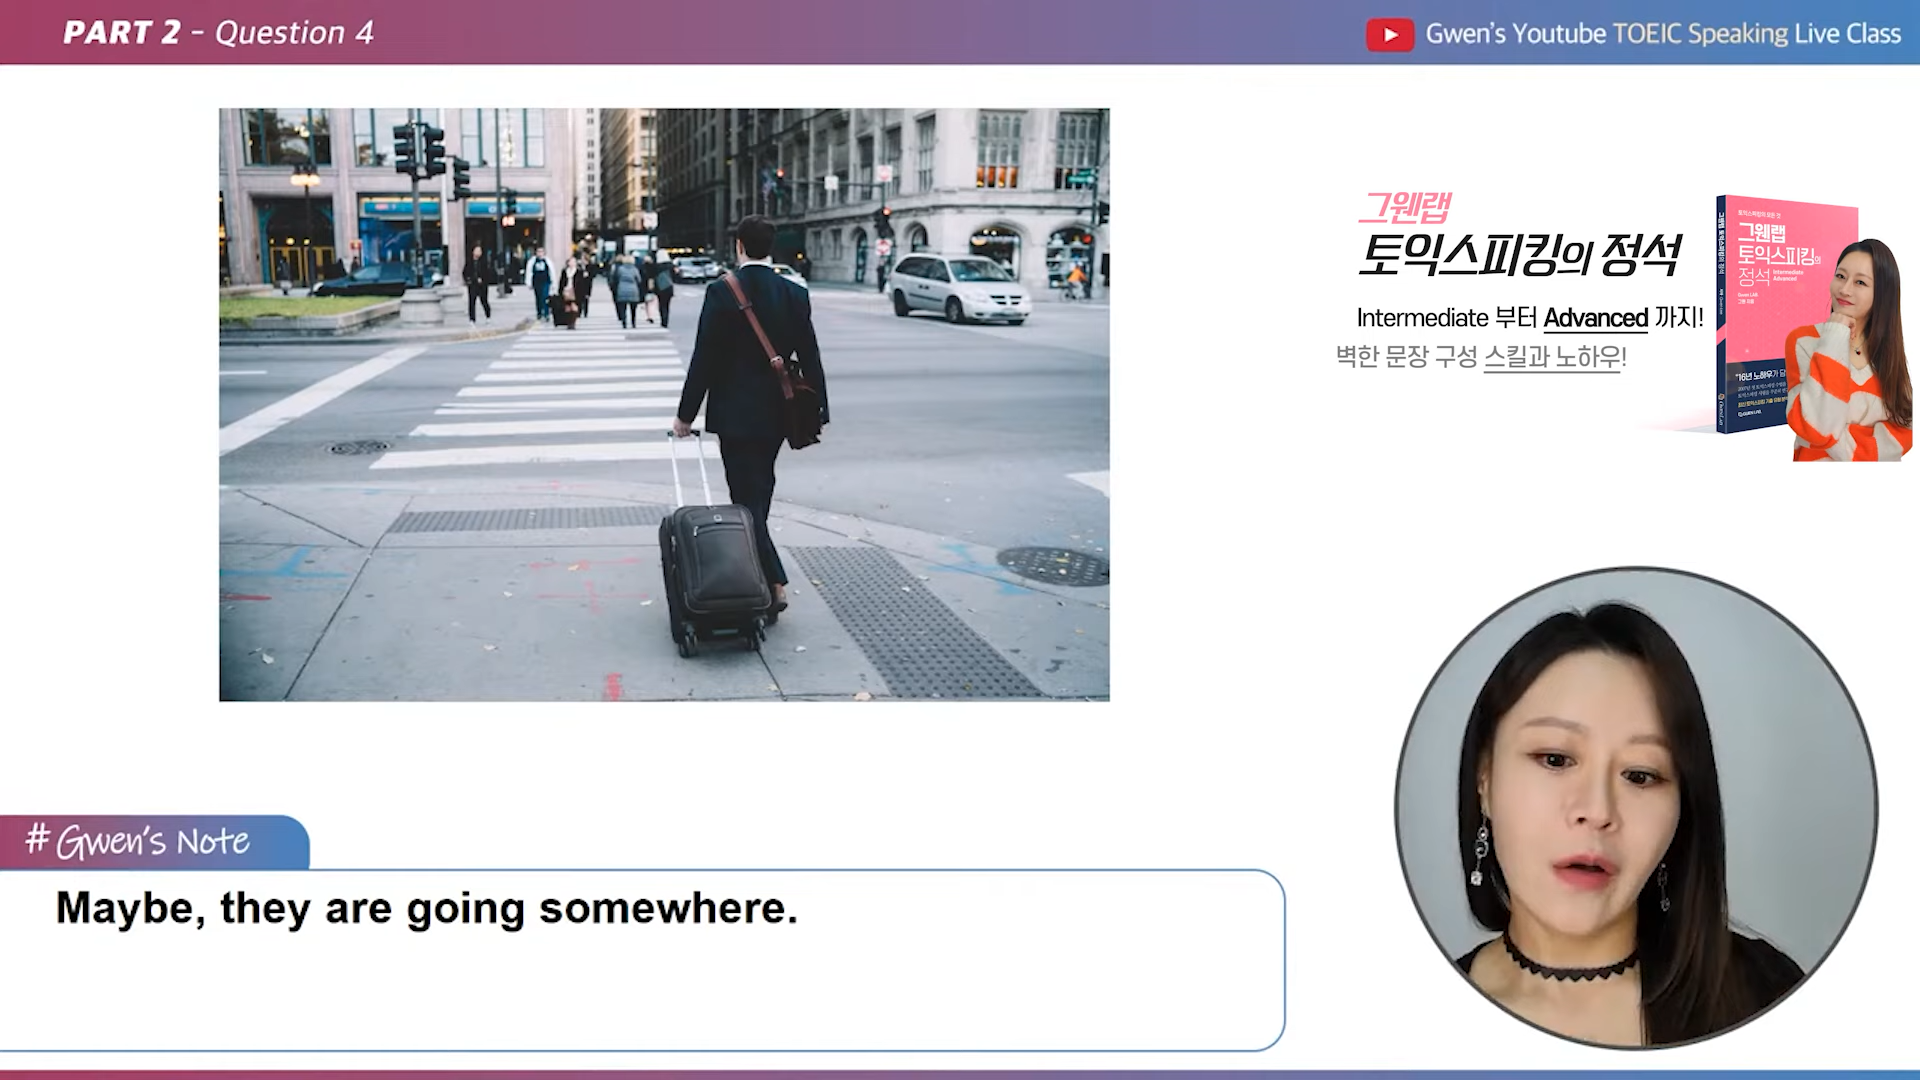 PART 2 - Question 4
Gwen's Youtube TOEIC Speaking Live Class
그웬랩
토익스피킹의 정석
Intermediate 부터 Advanced 까지!
벽한 문장 구성 스킬과 노하우!
그웬랩
토익스피킹의
정석 Intermediate Advanced
# Gwen's Note
Maybe, they are going somewhere.